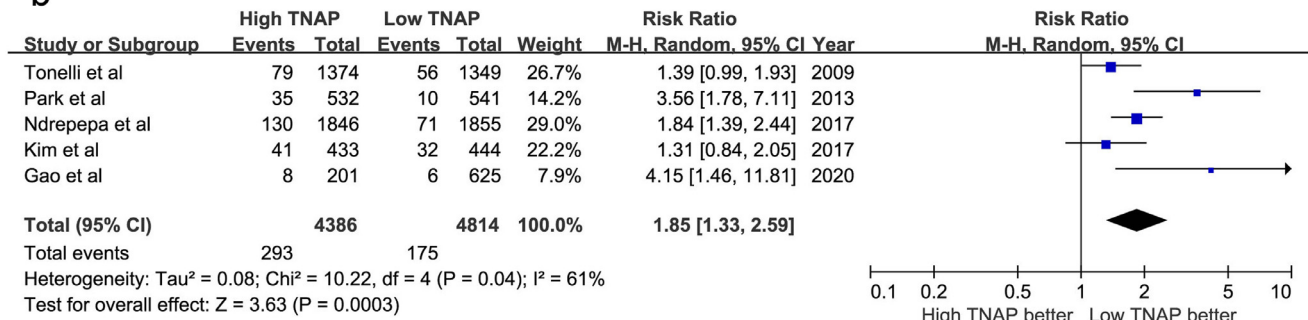 b
High TNAP Low TNAP Risk Ratio Risk Ratio
Study or Subgroup Events Total Events Total Weight M-H, Random, 95% CI Year M-H, Random, 95% CI
Tonelli et al 79 1374 56 1349 26.7% 1.39 [0.99, 1.93] 2009
Park et al 35 532 10 541 14.2% 3.56 [1.78, 7.11] 2013
Ndrepepa et al 130 1846 71 1855 29.0% 1.84 [1.39, 2.44] 2017
Kim et al 41 433 32 444 22.2% 1.31 [0.84, 2.05] 2017
Gao et al 8 201 6 625 7.9% 4.15 [1.46, 11.81] 2020
Total (95% CI) 4386 4814 100.0% 1.85 [1.33, 2.59]
Total events 293 175
Heterogeneity: Tau² = 0.08; Chi² = 10.22, df = 4 (P = 0.04); I² = 61%
Test for overall effect: Z = 3.63 (P = 0.0003)
0.1 0.2 0.5 1 2 5 10
High TNAP better Low TNAP better